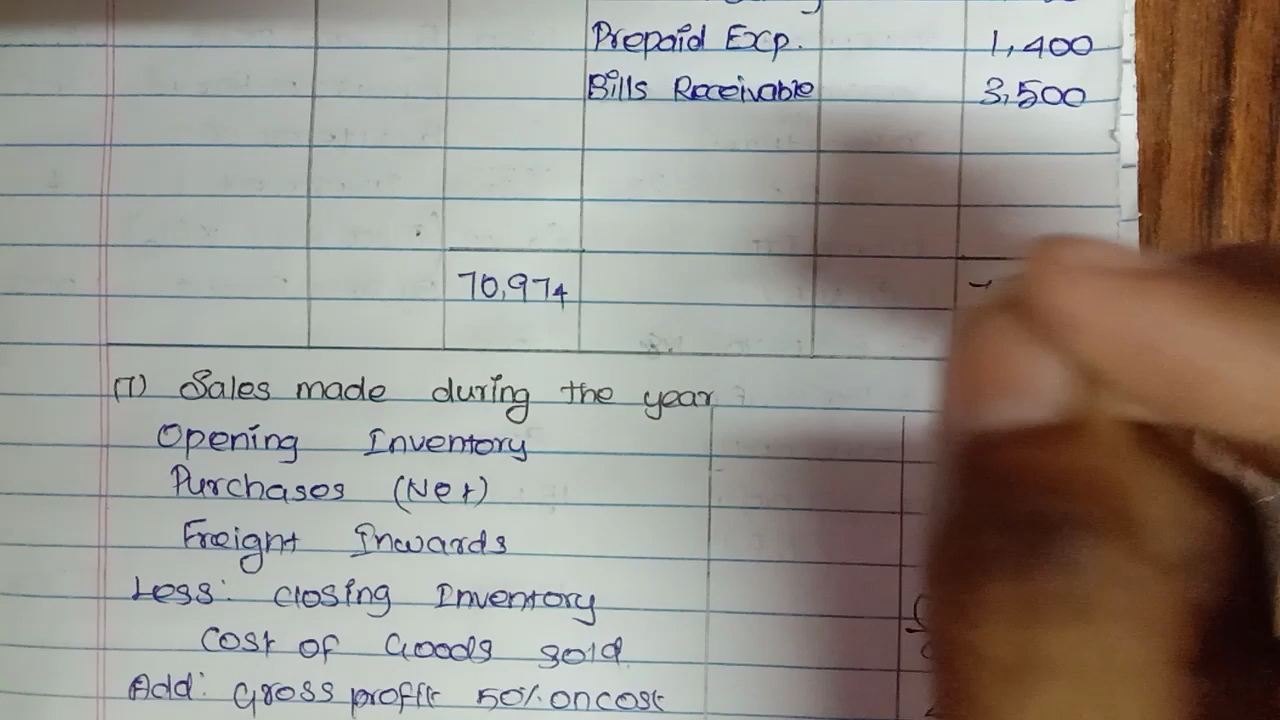 Prepaid Exp. 1,400
Bills Receivable 3,500
70,974
(1) Sales made during the year
Opening Inventory
Purchases (Net)
Freight Inwards
Less: Closing Inventory
Cost of Goods sold
Add: Gross profit 50% on cost